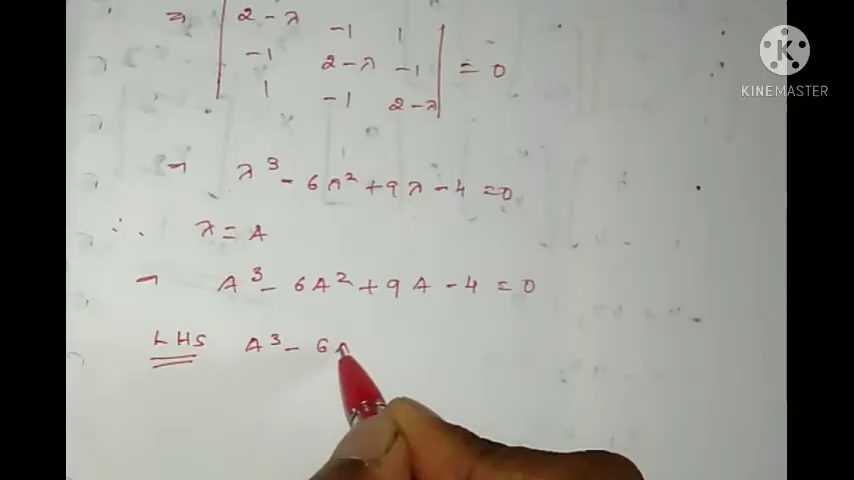 ⇒ | 2-λ -1 1 |
| -1 2-λ -1 | = 0
| 1 -1 2-λ |
K
KINEMASTER
⇒ λ³ - 6λ² + 9λ - 4 = 0
∴ λ = A
⇒ A³ - 6A² + 9A - 4 = 0
LHS A³ - 6A